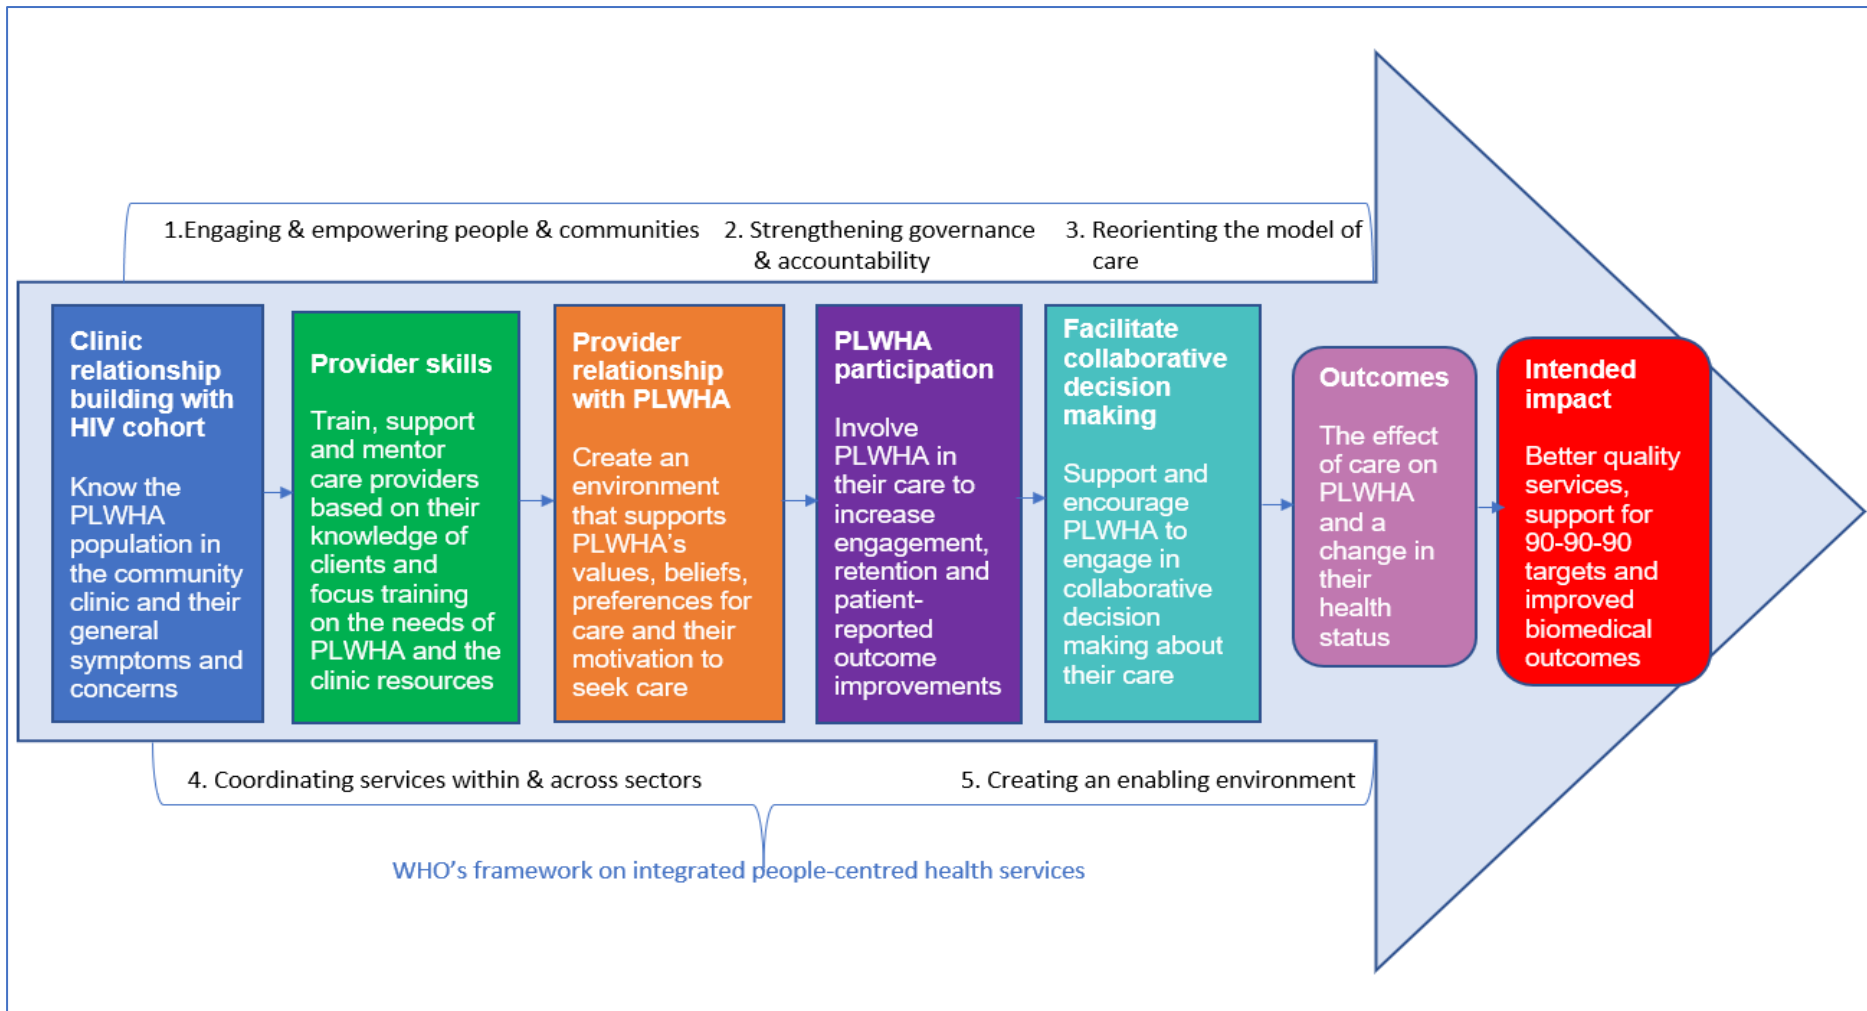 1.Engaging & empowering people & communities
2. Strengthening governance
& accountability
3. Reorienting the model of
care
Clinic
relationship
building with
HIV cohort
Know the
PLWHA
population in
the community
clinic and their
general
symptoms and
concerns
Provider skills
Train, support
and mentor
care providers
based on their
knowledge of
clients and
focus training
on the needs of
PLWHA and the
clinic resources
Provider
relationship
with PLWHA
Create an
environment
that supports
PLWHA's
values, beliefs,
preferences for
care and their
motivation to
seek care
PLWHA
participation
Involve
PLWHA in
their care to
increase
engagement,
retention and
patient-
reported
outcome
improvements
Facilitate
collaborative
decision
making
Support and
encourage
PLWHA to
engage in
collaborative
decision
making about
their care
Outcomes
The effect
of care on
PLWHA
and a
change in
their
health
status
Intended
impact
Better quality
services,
support for
90-90-90
targets and
improved
biomedical
outcomes
4. Coordinating services within & across sectors
5. Creating an enabling environment
WHO's framework on integrated people-centred health services